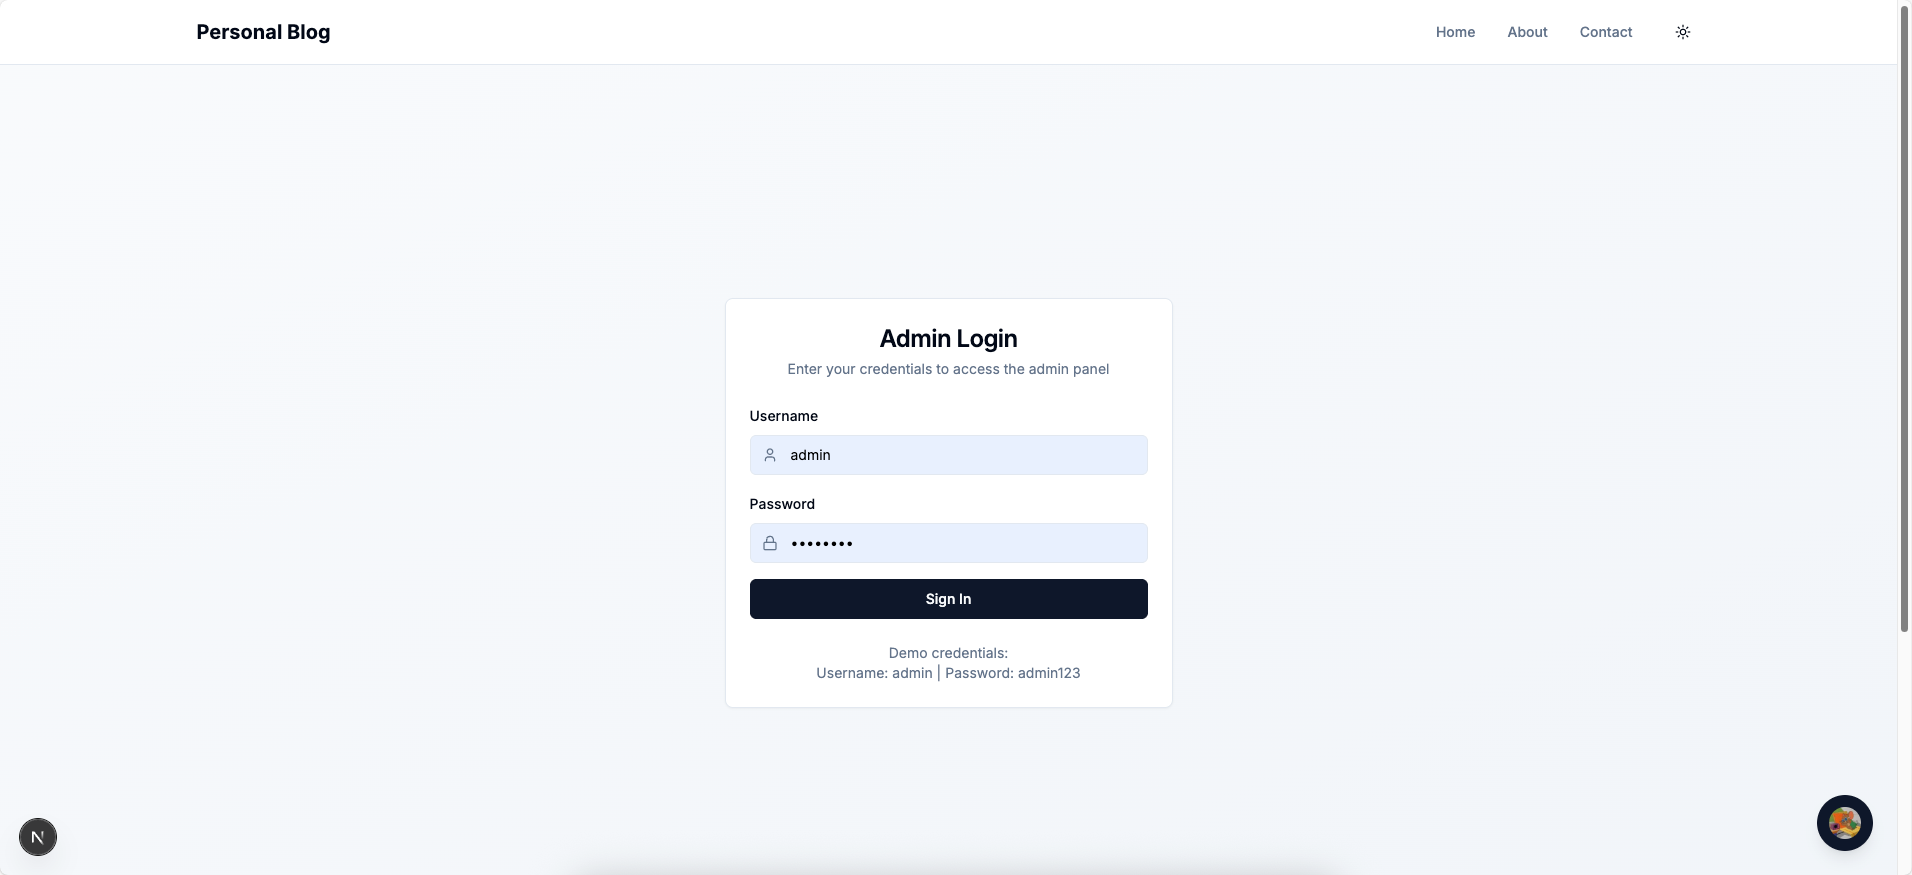 Personal Blog
Home
About
Contact
Admin Login
Enter your credentials to access the admin panel
Username
admin
Password
••••••••
Sign In
Demo credentials:
Username: admin | Password: admin123
N